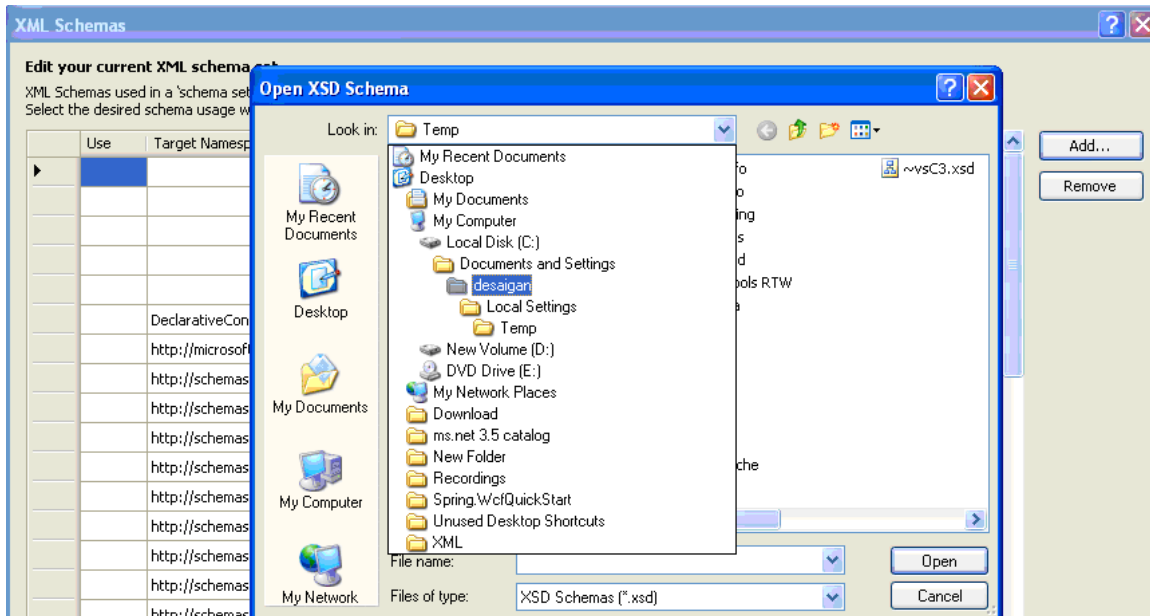 XML Schemas
Edit your current XML schema set
XML Schemas used in a 'schema set
Select the desired schema usage w
Use Target Namesp
DeclarativeCon
http://microsoft
http://schemas
http://schemas
http://schemas
http://schemas
http://schemas
http://schemas
http://schemas
http://schemas
http://schemas
Add...
Remove
Open XSD Schema
Look in: Temp
My Recent Documents
Desktop
My Documents
My Computer
Local Disk (C:)
Documents and Settings
desaigan
Local Settings
Temp
New Volume (D:)
DVD Drive (E:)
My Network Places
Download
ms.net 3.5 catalog
New Folder
Recordings
Spring.WcfQuickStart
Unused Desktop Shortcuts
XML
My Recent
Documents
Desktop
My Documents
My Computer
My Network
fo
o
ing
s
d
ools RTW
a
che
~vsC3.xsd
File name:
Open
Files of type: XSD Schemas (*.xsd)
Cancel